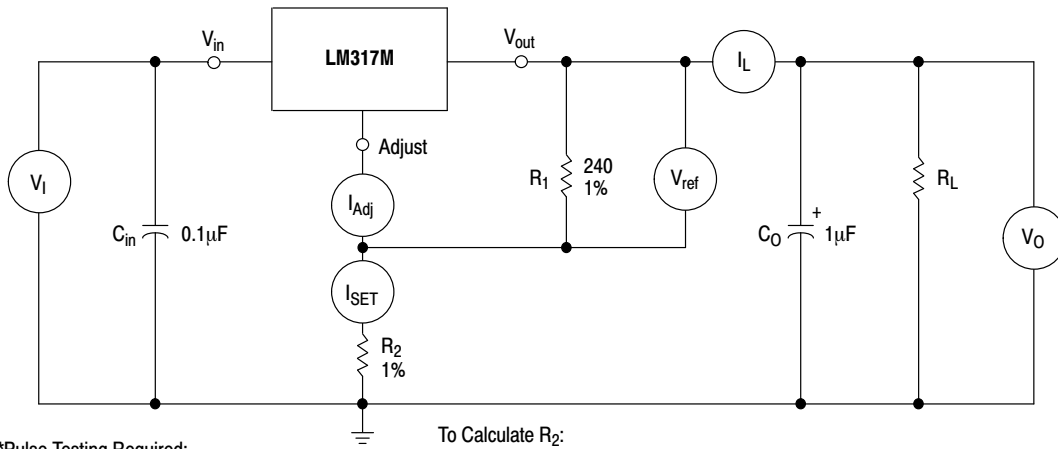 V_in
LM317M
V_out
I_L
Adjust
V_I
C_in 0.1μF
I_Adj
R_1 240
1%
V_ref
C_O + 1μF
R_L
V_O
I_SET
R_2
1%
*Pulse Testing Required:
To Calculate R_2: